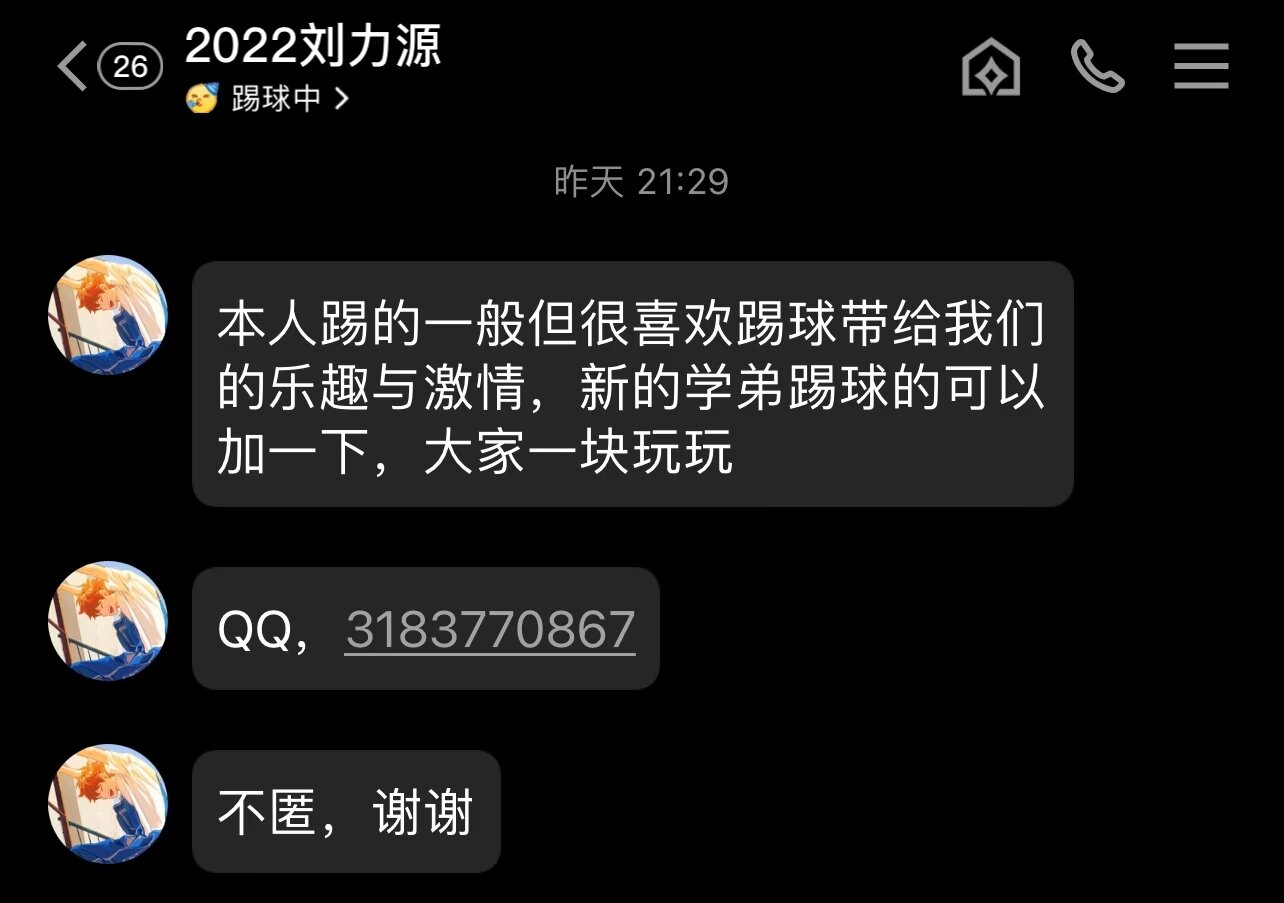 26
2022刘力源
踢球中
昨天 21:29
本人踢的一般但很喜欢踢球带给我们
的乐趣与激情，新的学弟踢球的可以
加一下，大家一块玩玩
QQ，3183770867
不匿，谢谢